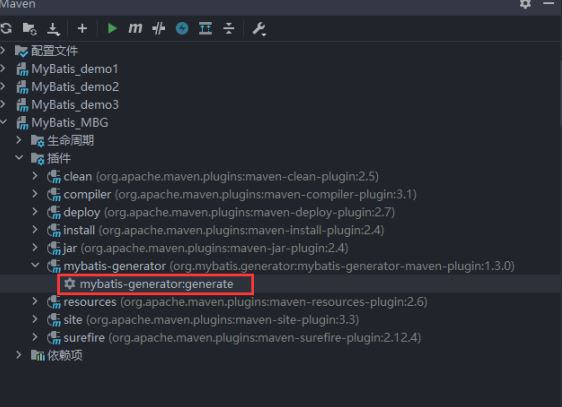 Maven
配置文件
MyBatis_demo1
MyBatis_demo2
MyBatis_demo3
MyBatis_MBG
生命周期
插件
clean (org.apache.maven.plugins:maven-clean-plugin:2.5)
compiler (org.apache.maven.plugins:maven-compiler-plugin:3.1)
deploy (org.apache.maven.plugins:maven-deploy-plugin:2.7)
install (org.apache.maven.plugins:maven-install-plugin:2.4)
jar (org.apache.maven.plugins:maven-jar-plugin:2.4)
mybatis-generator (org.mybatis.generator:mybatis-generator-maven-plugin:1.3.0)
mybatis-generator:generate
resources (org.apache.maven.plugins:maven-resources-plugin:2.6)
site (org.apache.maven.plugins:maven-site-plugin:3.3)
surefire (org.apache.maven.plugins:maven-surefire-plugin:2.12.4)
依赖项